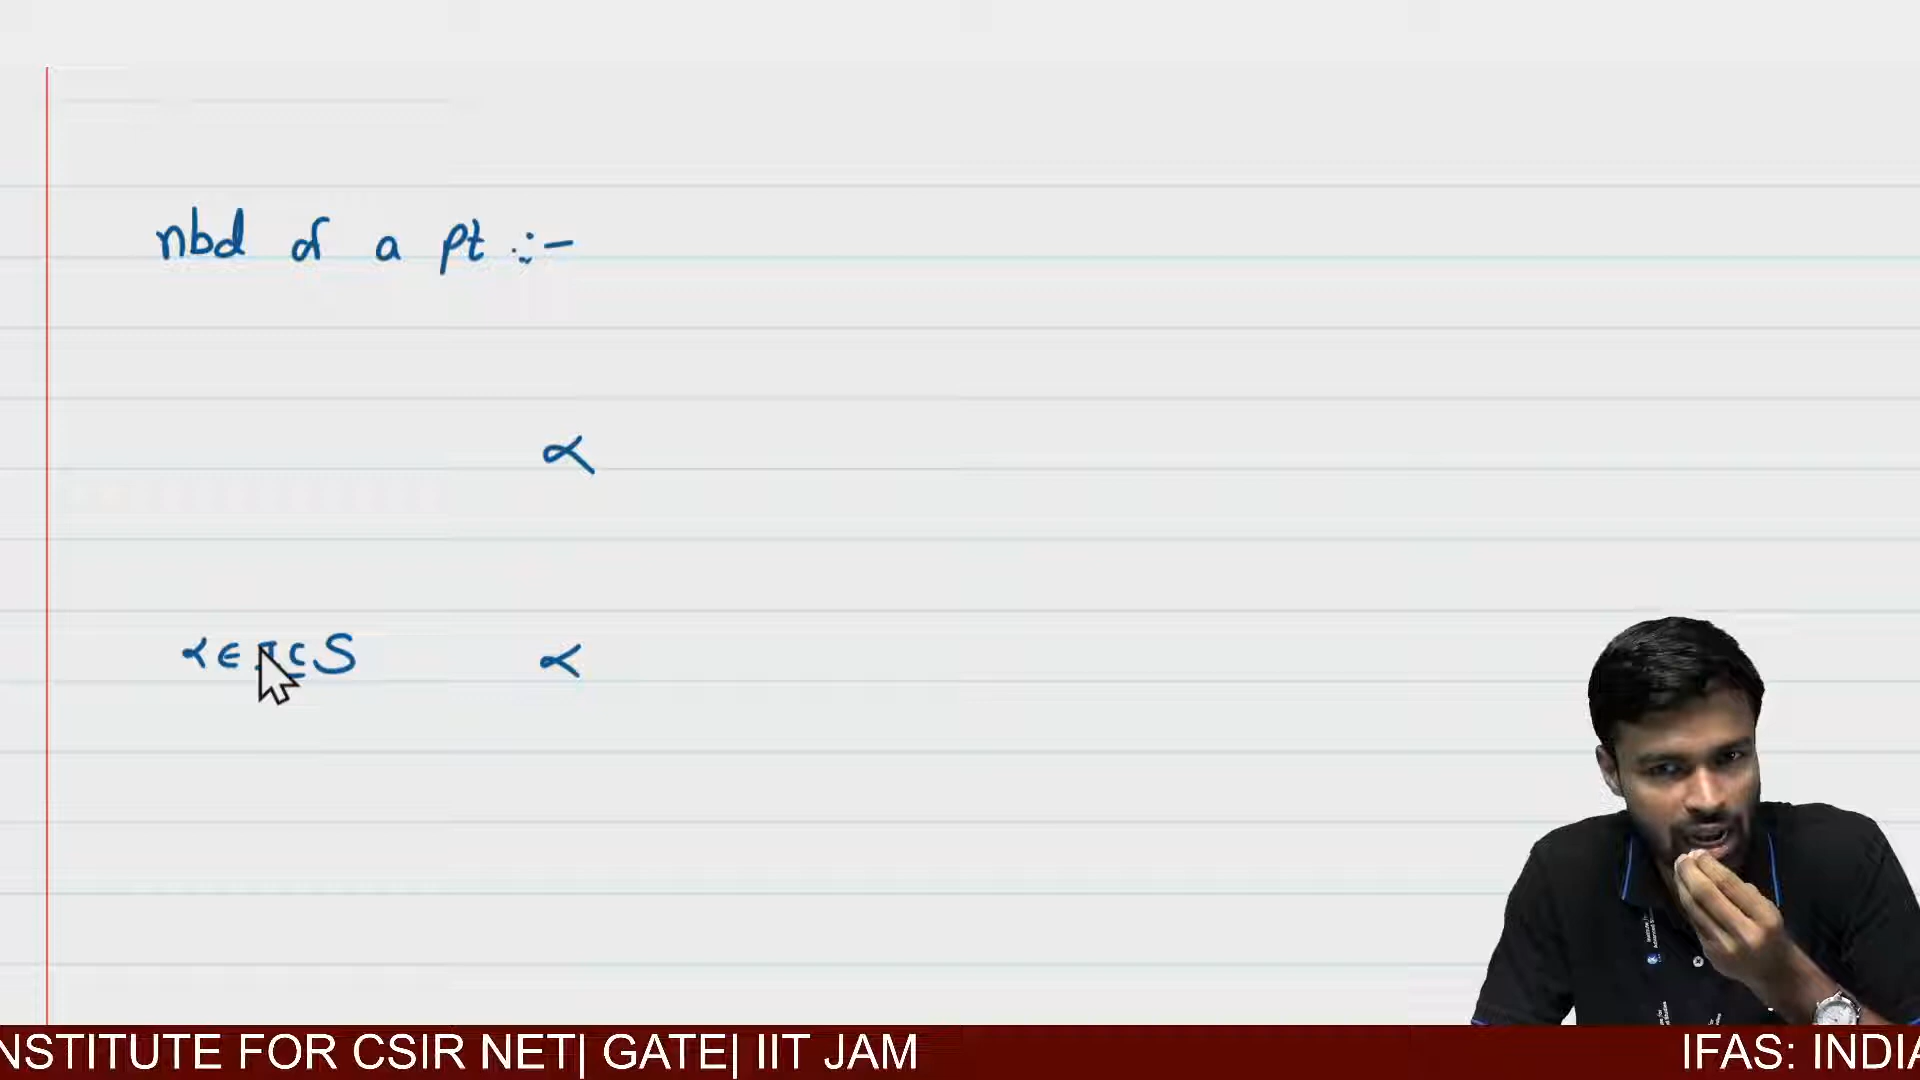 nbd of a pt :-
α
α ∈ I ⊆ S α
NSTITUTE FOR CSIR NET| GATE| IIT JAM
IFAS: INDIA